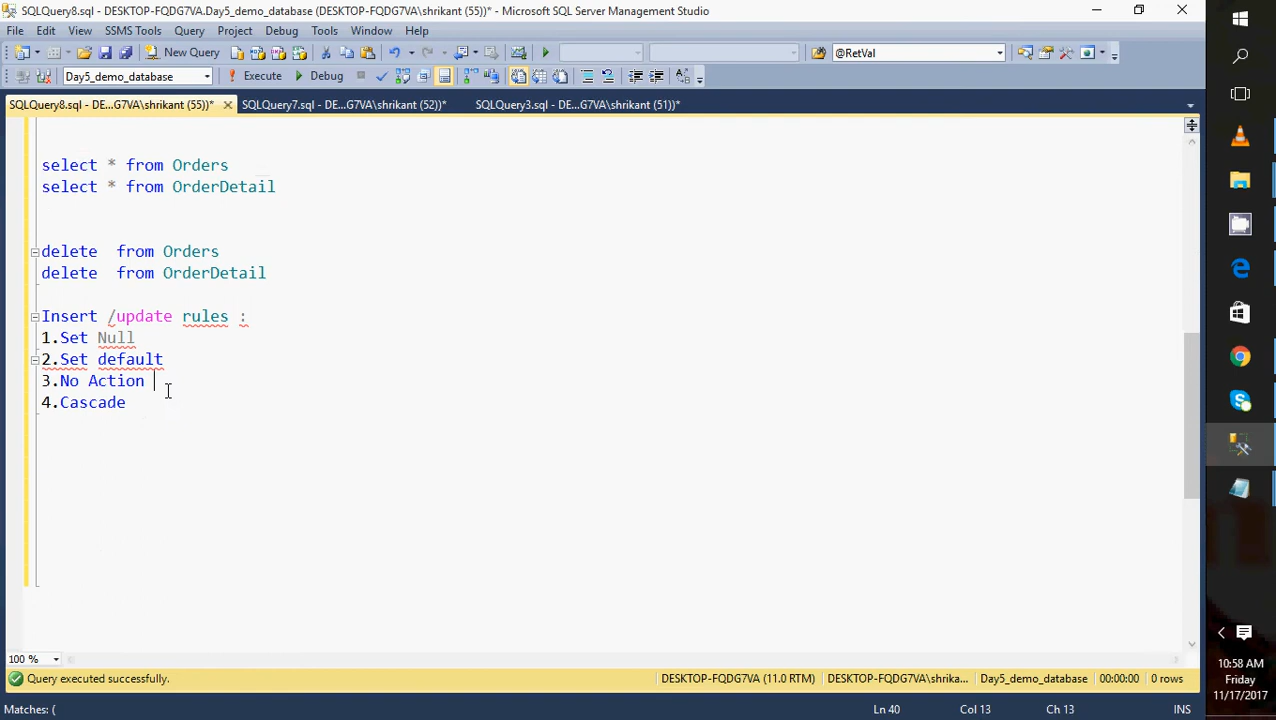 SQLQuery8.sql - DESKTOP-FQDG7VA.Day5_demo_database (DESKTOP-FQDG7VA\shrikant (55))* - Microsoft SQL Server Management Studio
File Edit View SSMS Tools Query Project Debug Tools Window Help
New Query @RetVal
Day5_demo_database Execute Debug
SQLQuery8.sql - DE...G7VA\shrikant (55))* SQLQuery7.sql - DE...G7VA\shrikant (52))* SQLQuery3.sql - DE...G7VA\shrikant (51))*
select * from Orders
select * from OrderDetail
delete from Orders
delete from OrderDetail
Insert /update rules :
1.Set Null
2.Set default
3.No Action
4.Cascade
100 %
Query executed successfully. DESKTOP-FQDG7VA (11.0 RTM) DESKTOP-FQDG7VA\shrika... Day5_demo_database 00:00:00 0 rows
Matches: ( Ln 40 Col 13 Ch 13 INS
10:58 AM
Friday
11/17/2017